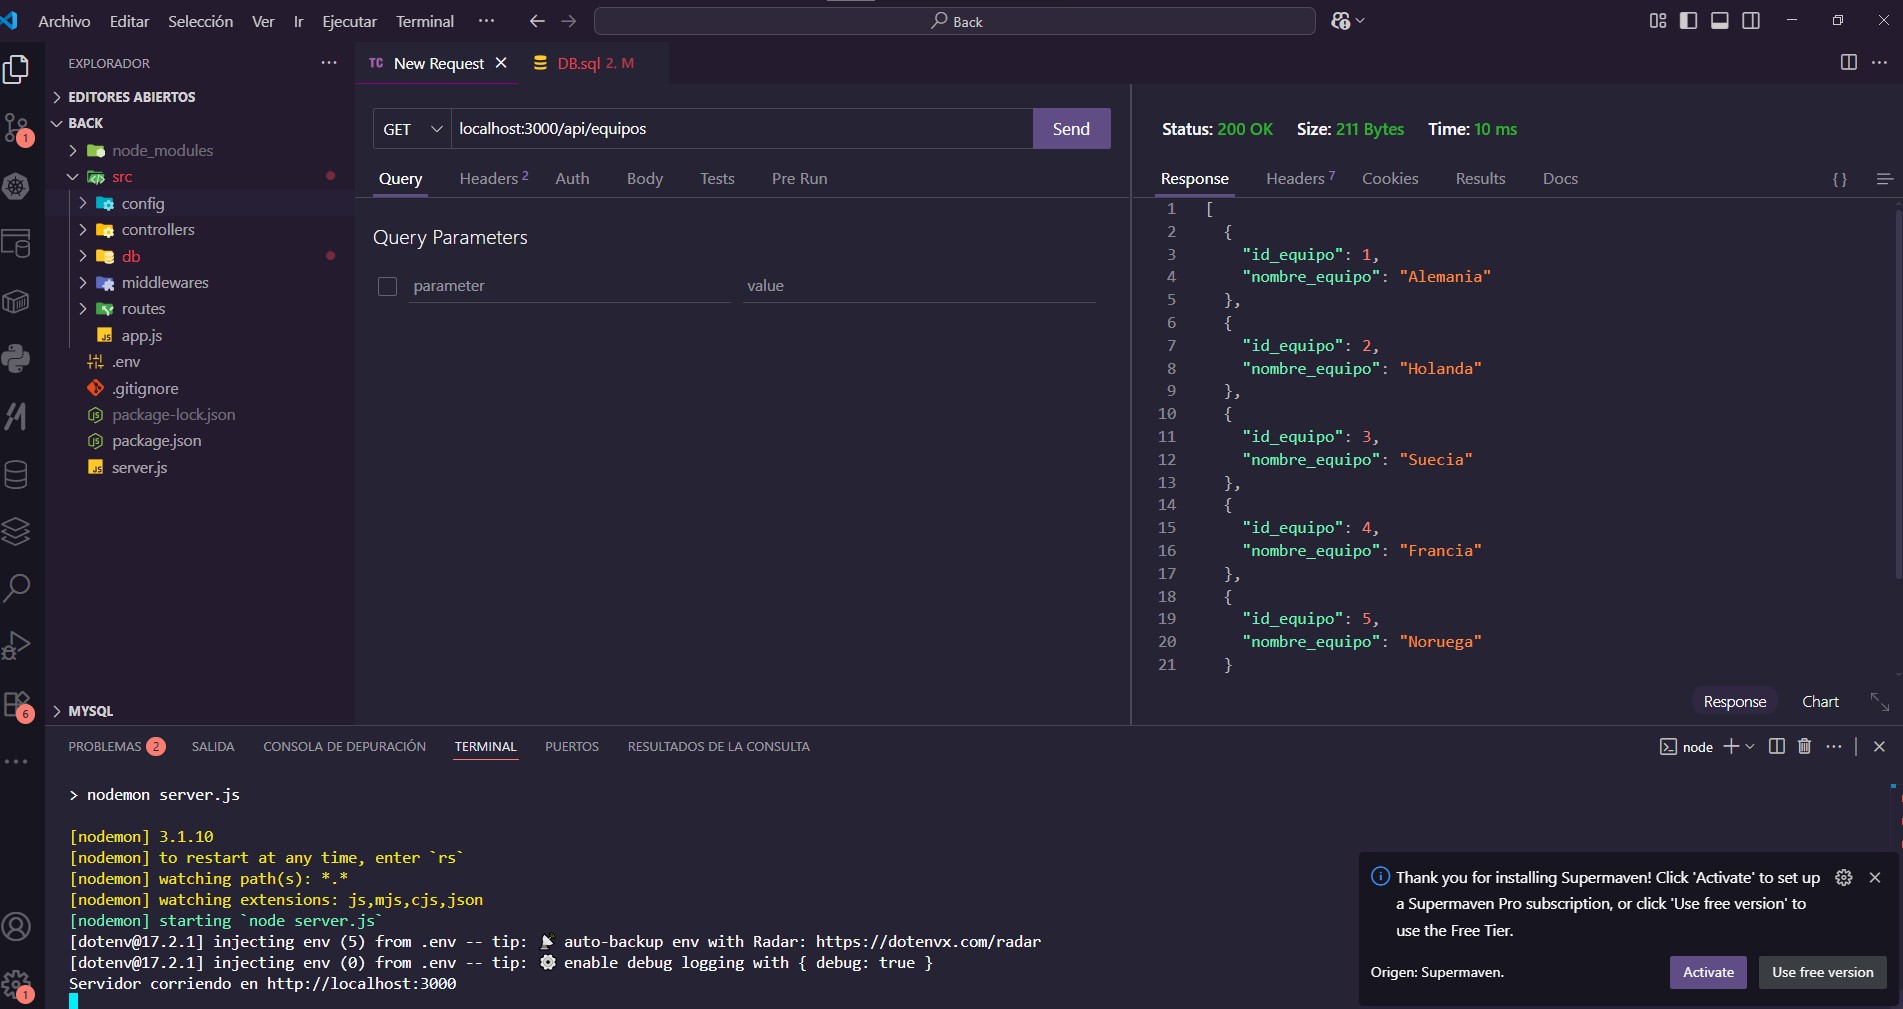 Archivo Editar Selección Ver Ir Ejecutar Terminal ··· Back
EXPLORADOR ···
EDITORES ABIERTOS
BACK
node_modules
src
config
controllers
db
middlewares
routes
app.js
.env
.gitignore
package-lock.json
package.json
server.js
MYSQL
1
6
1
TC New Request DB.sql 2, M
GET localhost:3000/api/equipos Send
Query Headers 2 Auth Body Tests Pre Run
Query Parameters
parameter value
Status: 200 OK Size: 211 Bytes Time: 10 ms
Response Headers 7 Cookies Results Docs { }
1 [
2 {
3 "id_equipo": 1,
4 "nombre_equipo": "Alemania"
5 },
6 {
7 "id_equipo": 2,
8 "nombre_equipo": "Holanda"
9 },
10 {
11 "id_equipo": 3,
12 "nombre_equipo": "Suecia"
13 },
14 {
15 "id_equipo": 4,
16 "nombre_equipo": "Francia"
17 },
18 {
19 "id_equipo": 5,
20 "nombre_equipo": "Noruega"
21 }
Response Chart
PROBLEMAS 2 SALIDA CONSOLA DE DEPURACIÓN TERMINAL PUERTOS RESULTADOS DE LA CONSULTA node
> nodemon server.js
[nodemon] 3.1.10
[nodemon] to restart at any time, enter `rs`
[nodemon] watching path(s): *.*
[nodemon] watching extensions: js,mjs,cjs,json
[nodemon] starting `node server.js`
[dotenv@17.2.1] injecting env (5) from .env -- tip: 📡 auto-backup env with Radar: https://dotenvx.com/radar
[dotenv@17.2.1] injecting env (0) from .env -- tip: ⚙️ enable debug logging with { debug: true }
Servidor corriendo en http://localhost:3000
Thank you for installing Supermaven! Click 'Activate' to set up
a Supermaven Pro subscription, or click 'Use free version' to
use the Free Tier.
Origen: Supermaven. Activate Use free version